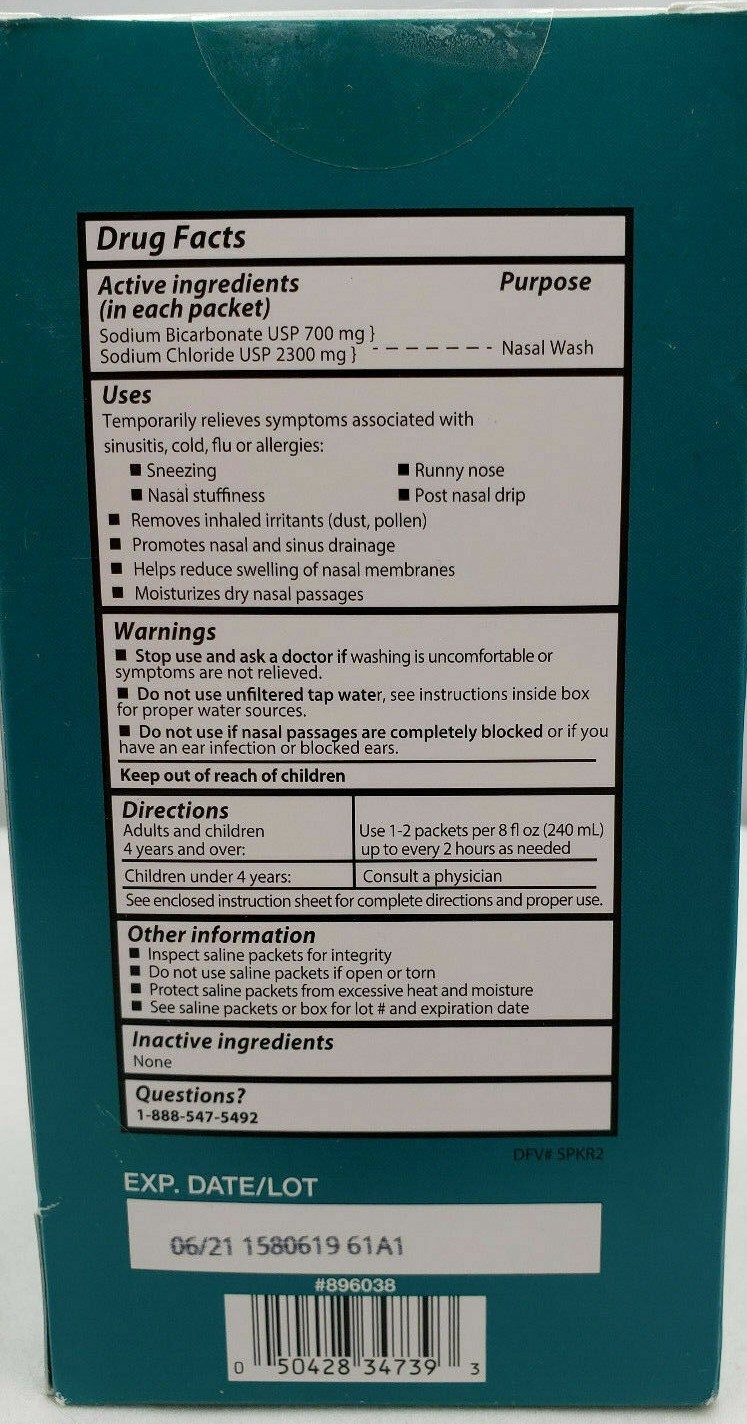 Drug Facts
Active ingredients Purpose
(in each packet)
Sodium Bicarbonate USP 700 mg }
Sodium Chloride USP 2300 mg } - - - - - - - - Nasal Wash
Uses
Temporarily relieves symptoms associated with
sinusitis, cold, flu or allergies:
■ Sneezing ■ Runny nose
■ Nasal stuffiness ■ Post nasal drip
■ Removes inhaled irritants (dust, pollen)
■ Promotes nasal and sinus drainage
■ Helps reduce swelling of nasal membranes
■ Moisturizes dry nasal passages
Warnings
■ Stop use and ask a doctor if washing is uncomfortable or
symptoms are not relieved.
■ Do not use unfiltered tap water, see instructions inside box
for proper water sources.
■ Do not use if nasal passages are completely blocked or if you
have an ear infection or blocked ears.
Keep out of reach of children
Directions
Adults and children Use 1-2 packets per 8 fl oz (240 mL)
4 years and over: up to every 2 hours as needed
Children under 4 years: Consult a physician
See enclosed instruction sheet for complete directions and proper use.
Other information
■ Inspect saline packets for integrity
■ Do not use saline packets if open or torn
■ Protect saline packets from excessive heat and moisture
■ See saline packets or box for lot # and expiration date
Inactive ingredients
None
Questions?
1-888-547-5492
DFV# SPKR2
EXP. DATE/LOT
06/21 1580619 61A1
#896038
0 50428 34739 3